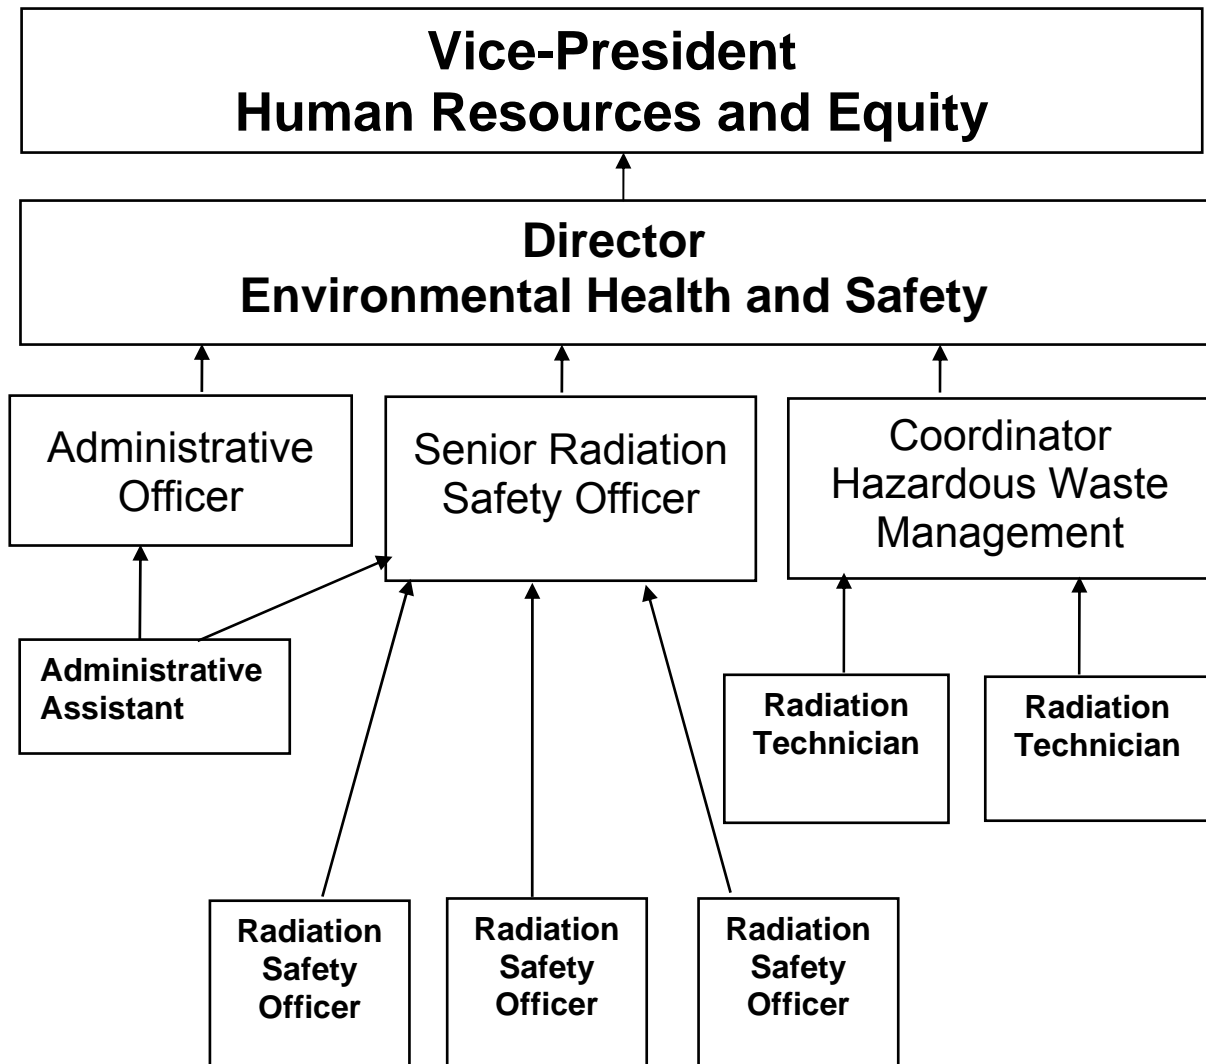 Vice-President
Human Resources and Equity
Director
Environmental Health and Safety
Administrative
Officer
Senior Radiation
Safety Officer
Coordinator
Hazardous Waste
Management
Administrative
Assistant
Radiation
Technician
Radiation
Technician
Radiation
Safety
Officer
Radiation
Safety
Officer
Radiation
Safety
Officer